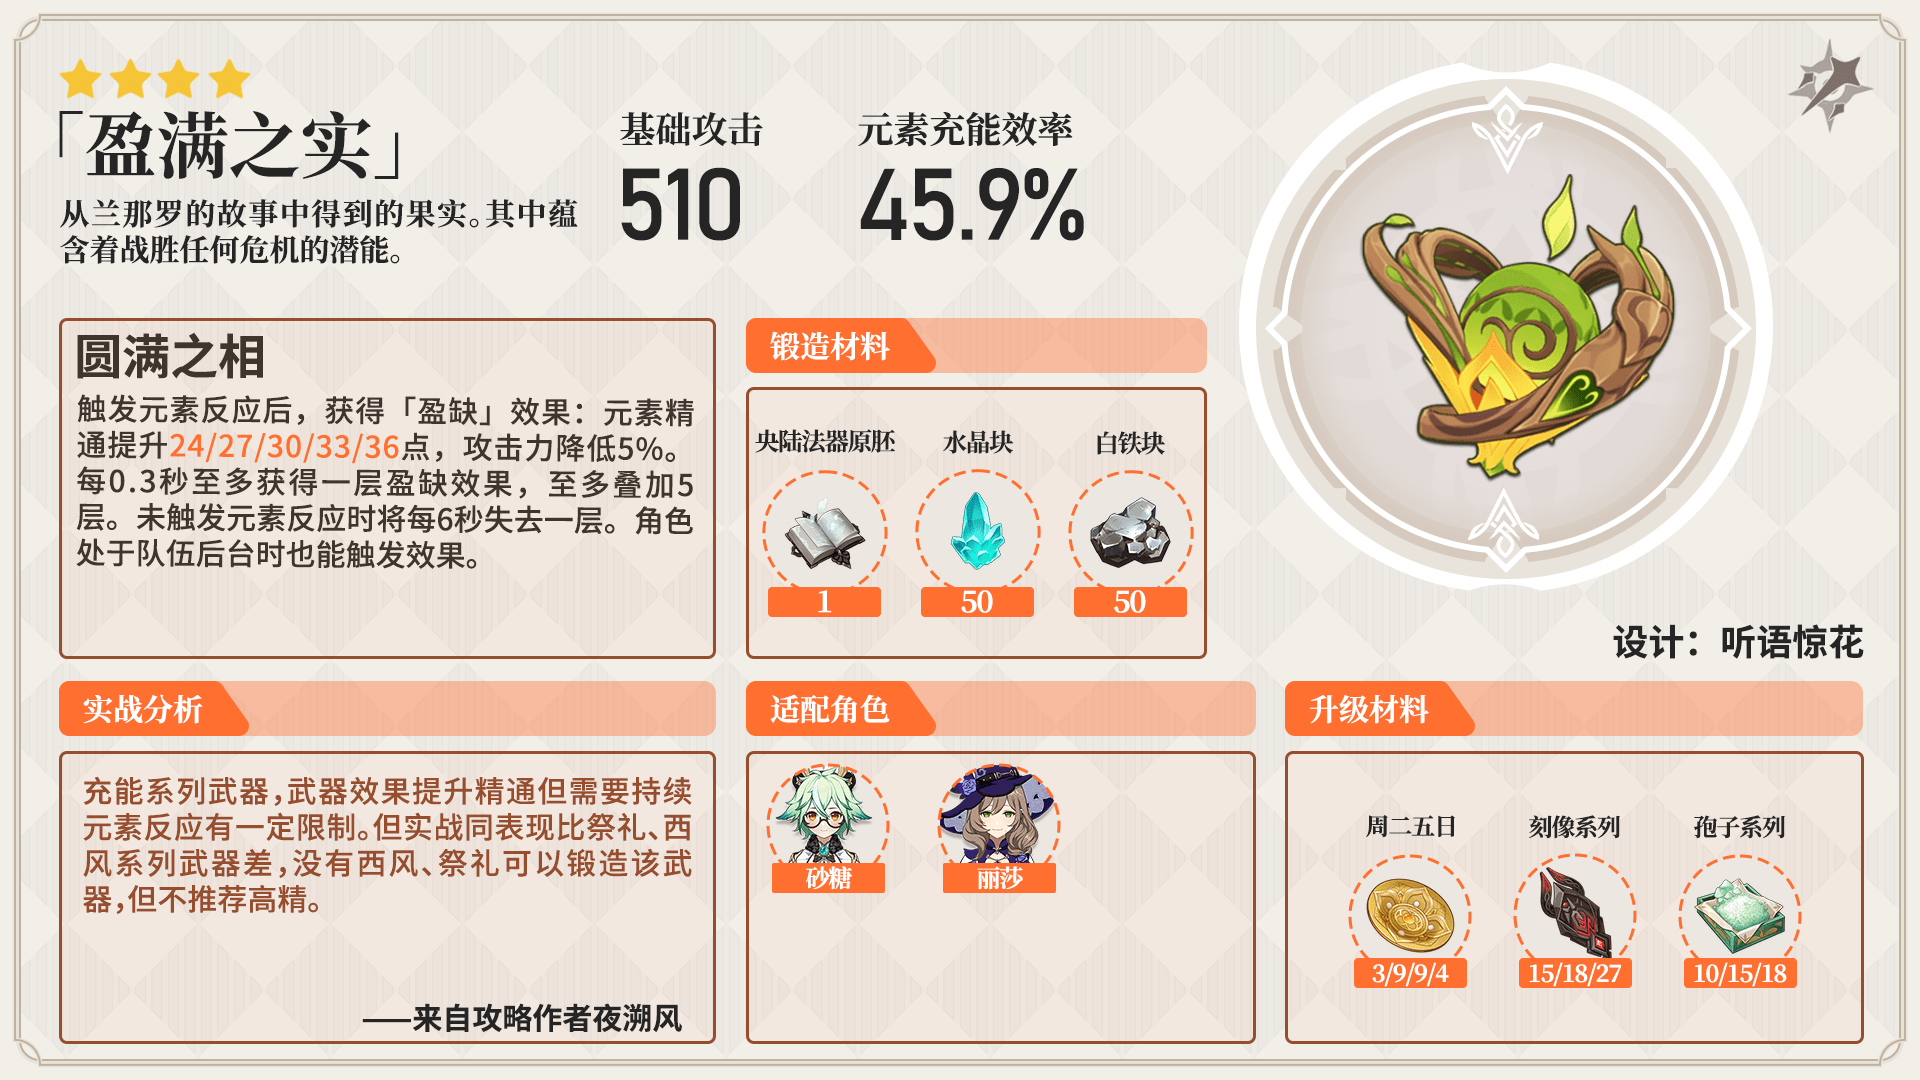 「盈满之实」
从兰那罗的故事中得到的果实。其中蕴
含着战胜任何危机的潜能。
基础攻击
510
元素充能效率
45.9%
圆满之相
触发元素反应后，获得「盈缺」效果：元素精
通提升24/27/30/33/36点，攻击力降低5%。
每0.3秒至多获得一层盈缺效果，至多叠加5
层。未触发元素反应时将每6秒失去一层。角色
处于队伍后台时也能触发效果。
锻造材料
央陆法器原胚
水晶块
白铁块
1
50
50
设计：听语惊花
实战分析
充能系列武器，武器效果提升精通但需要持续
元素反应有一定限制。但实战同表现比祭礼、西
风系列武器差，没有西风、祭礼可以锻造该武
器，但不推荐高精。
——来自攻略作者夜溯风
适配角色
砂糖
丽莎
升级材料
周二五日
刻像系列
孢子系列
3/9/9/4
15/18/27
10/15/18